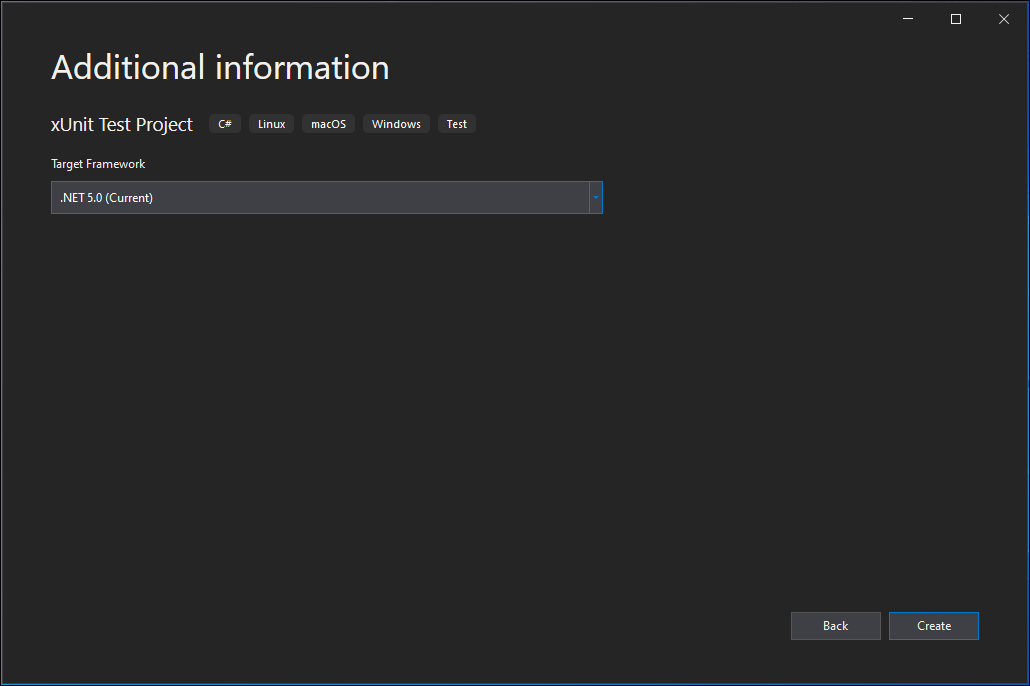 Additional information
xUnit Test Project C# Linux macOS Windows Test
Target Framework
.NET 5.0 (Current)
Back Create